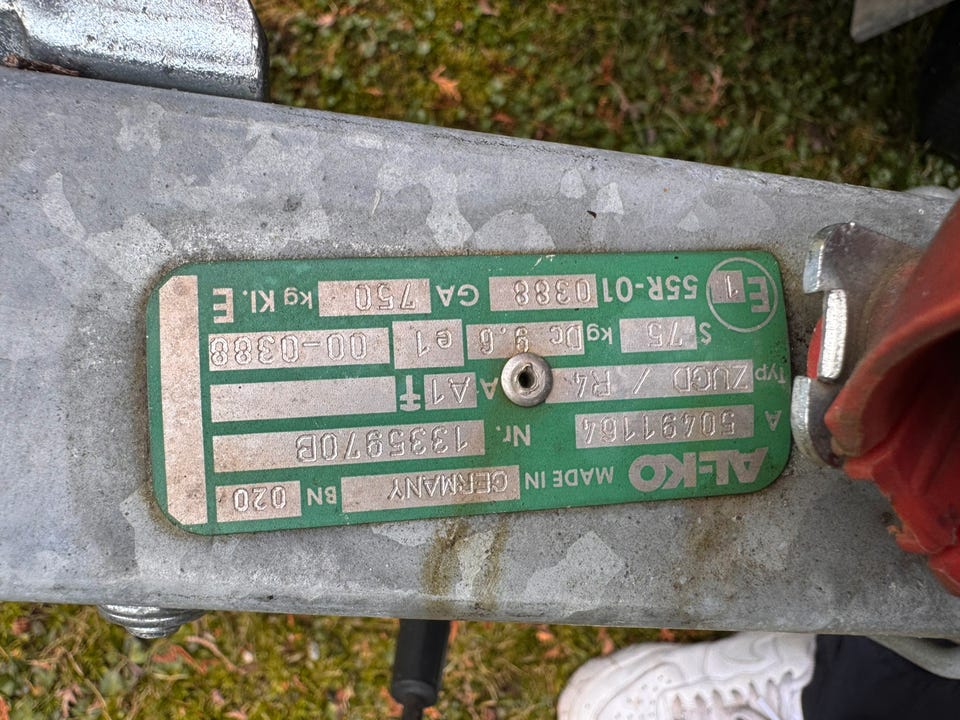 AL-KO MADE IN GERMANY BN 020
A 50491164 Nr. 1335970B
Typ ZUGD / R4 A A1
S 75 kg Dc 9.6 e1 00-0388
E1 55R-01 0388 GA 750 kg Kl. E